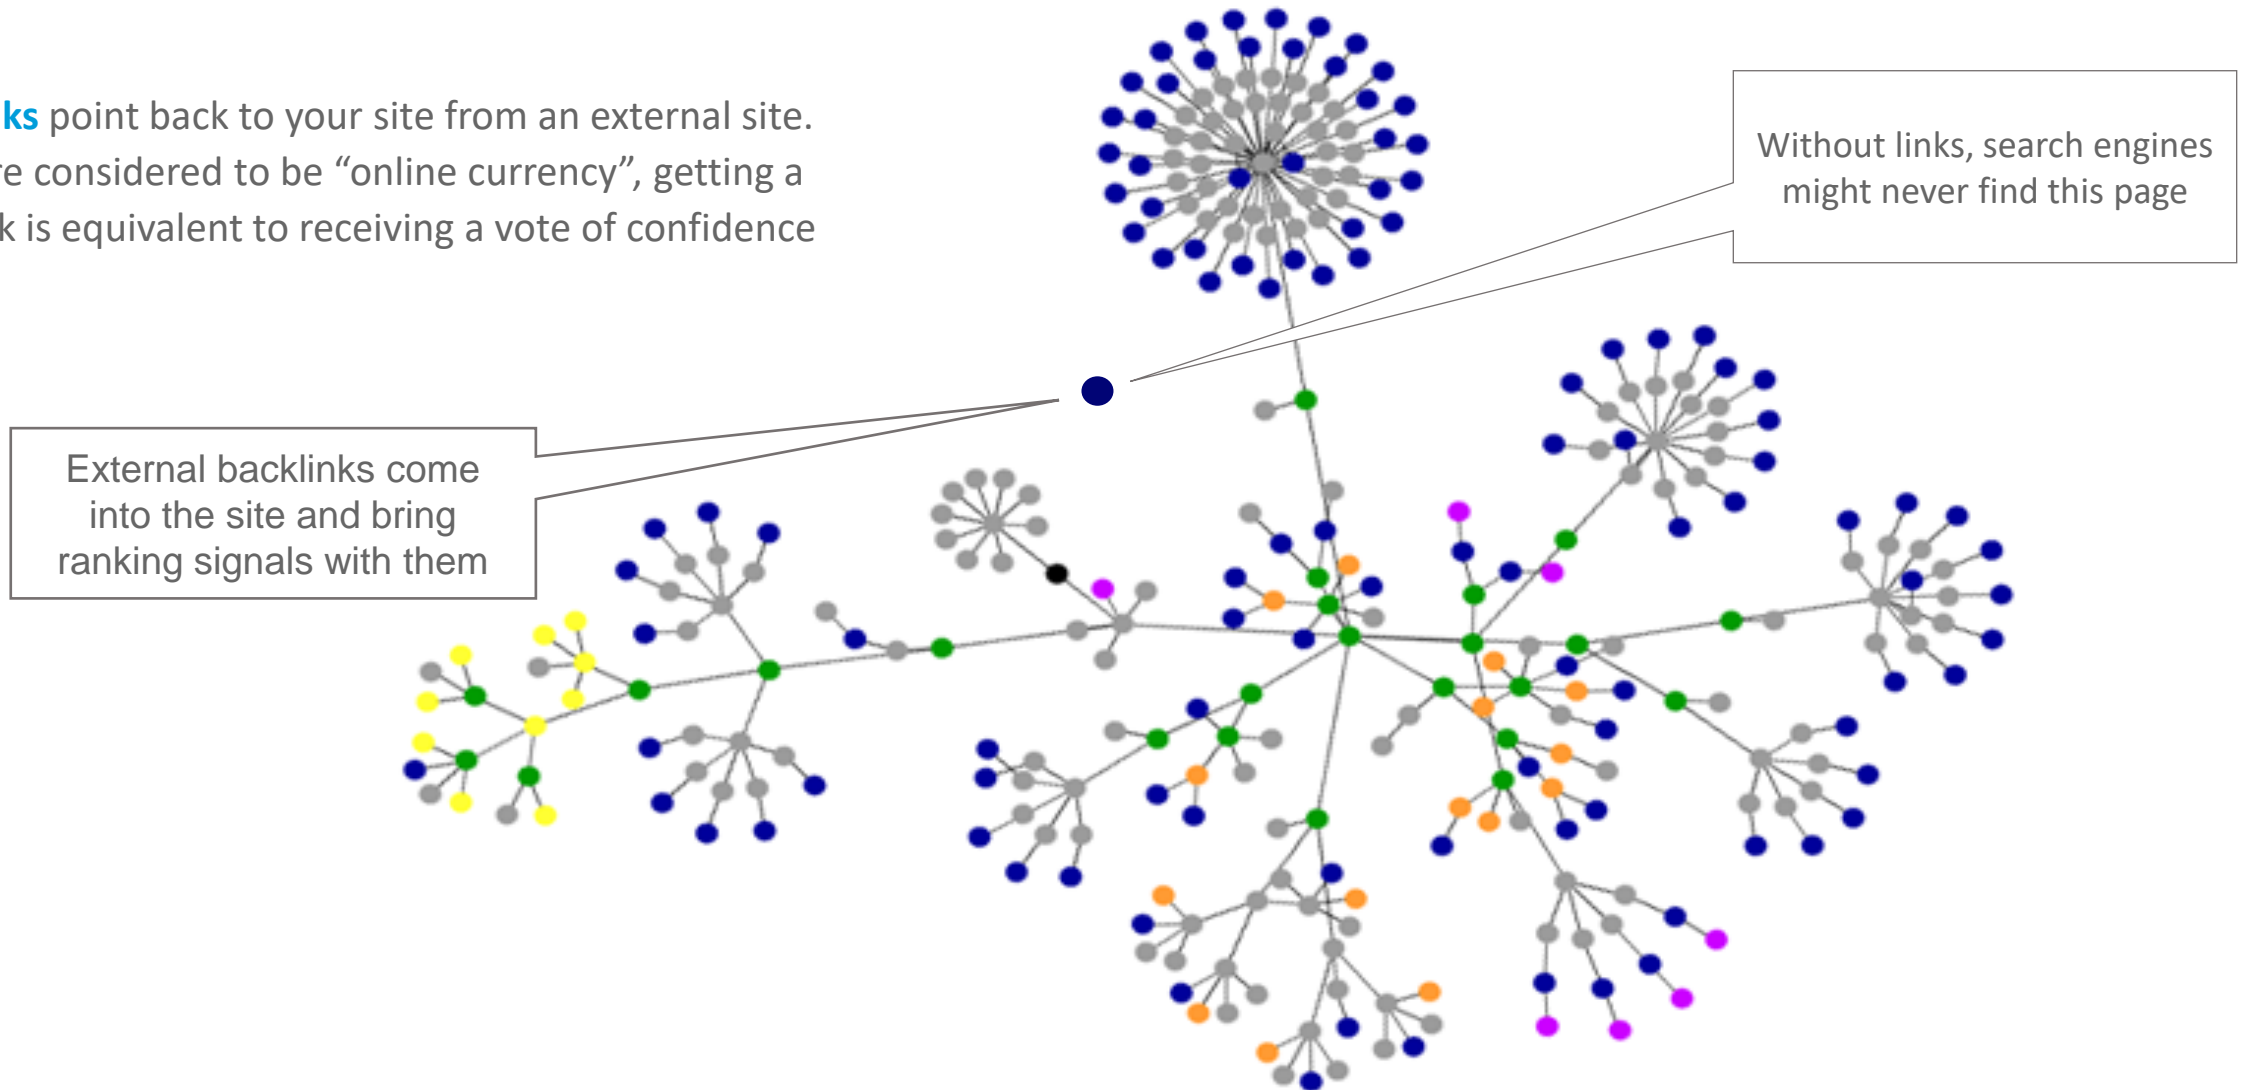 ks point back to your site from an external site.
re considered to be “online currency”, getting a
k is equivalent to receiving a vote of confidence
Without links, search engines
might never find this page
External backlinks come
into the site and bring
ranking signals with them